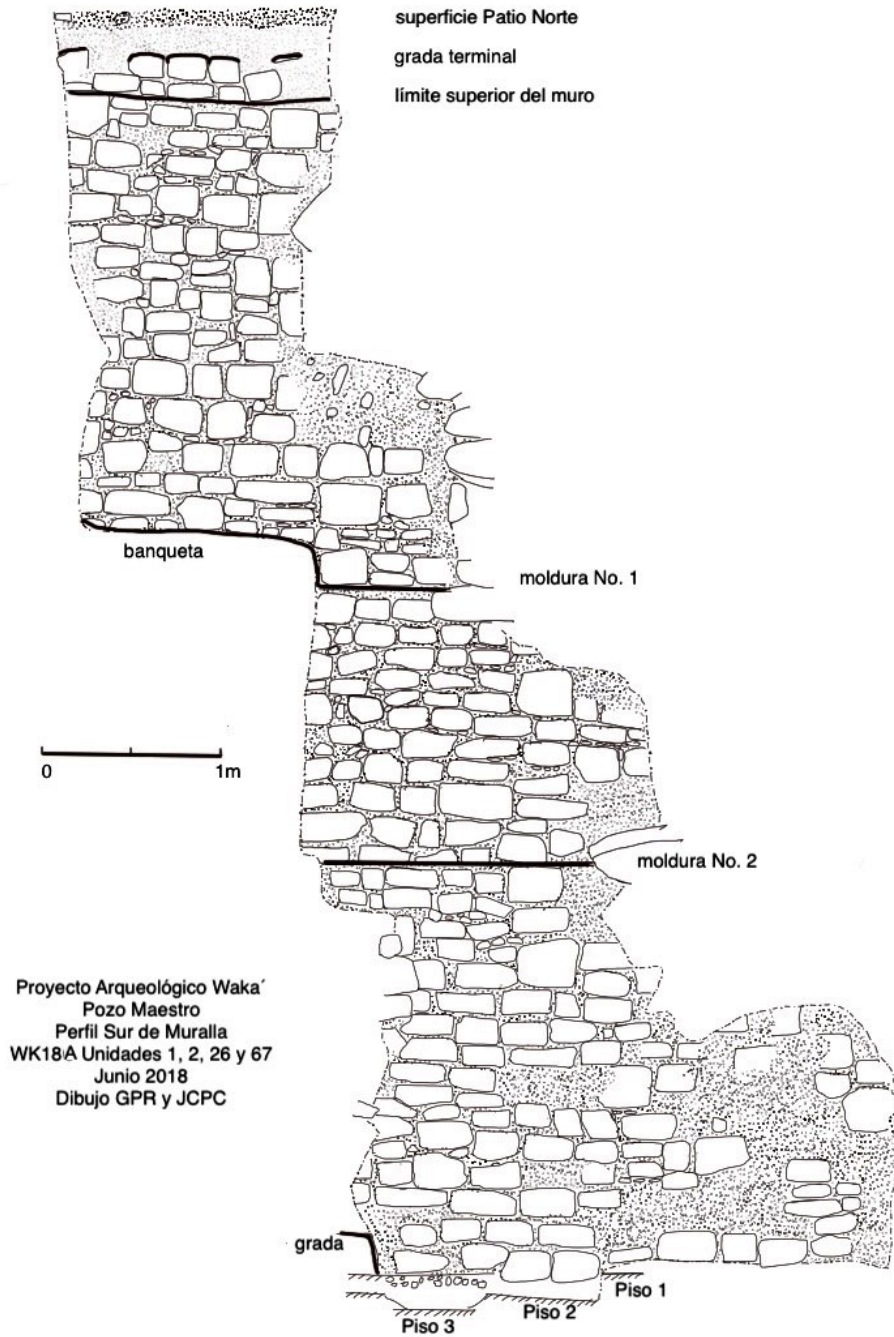 superficie Patio Norte
grada terminal
límite superior del muro
banqueta
moldura No. 1
0 1m
moldura No. 2
Proyecto Arqueológico Waka´
Pozo Maestro
Perfil Sur de Muralla
WK18A Unidades 1, 2, 26 y 67
Junio 2018
Dibujo GPR y JCPC
grada
Piso 1
Piso 2
Piso 3